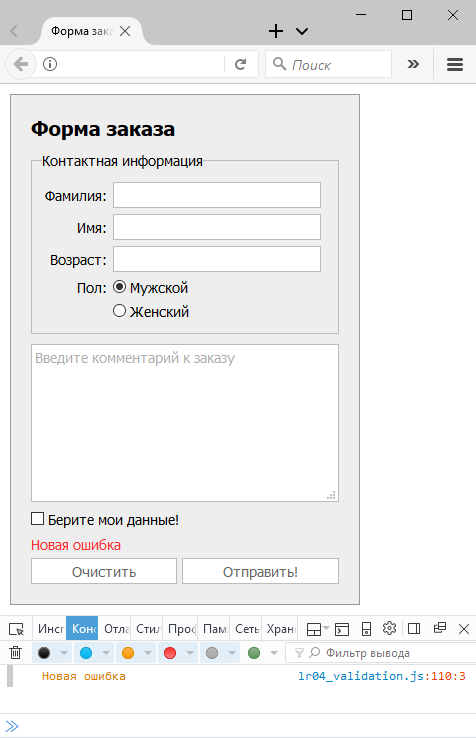 Форма зака
Поиск
Форма заказа
Контактная информация
Фамилия:
Имя:
Возраст:
Пол: Мужской
Женский
Введите комментарий к заказу
Берите мои данные!
Новая ошибка
Очистить Отправить!
Инсп Конс Отла Стил Проф Пам Сеть Хран
Фильтр вывода
Новая ошибка lr04_validation.js:110:3